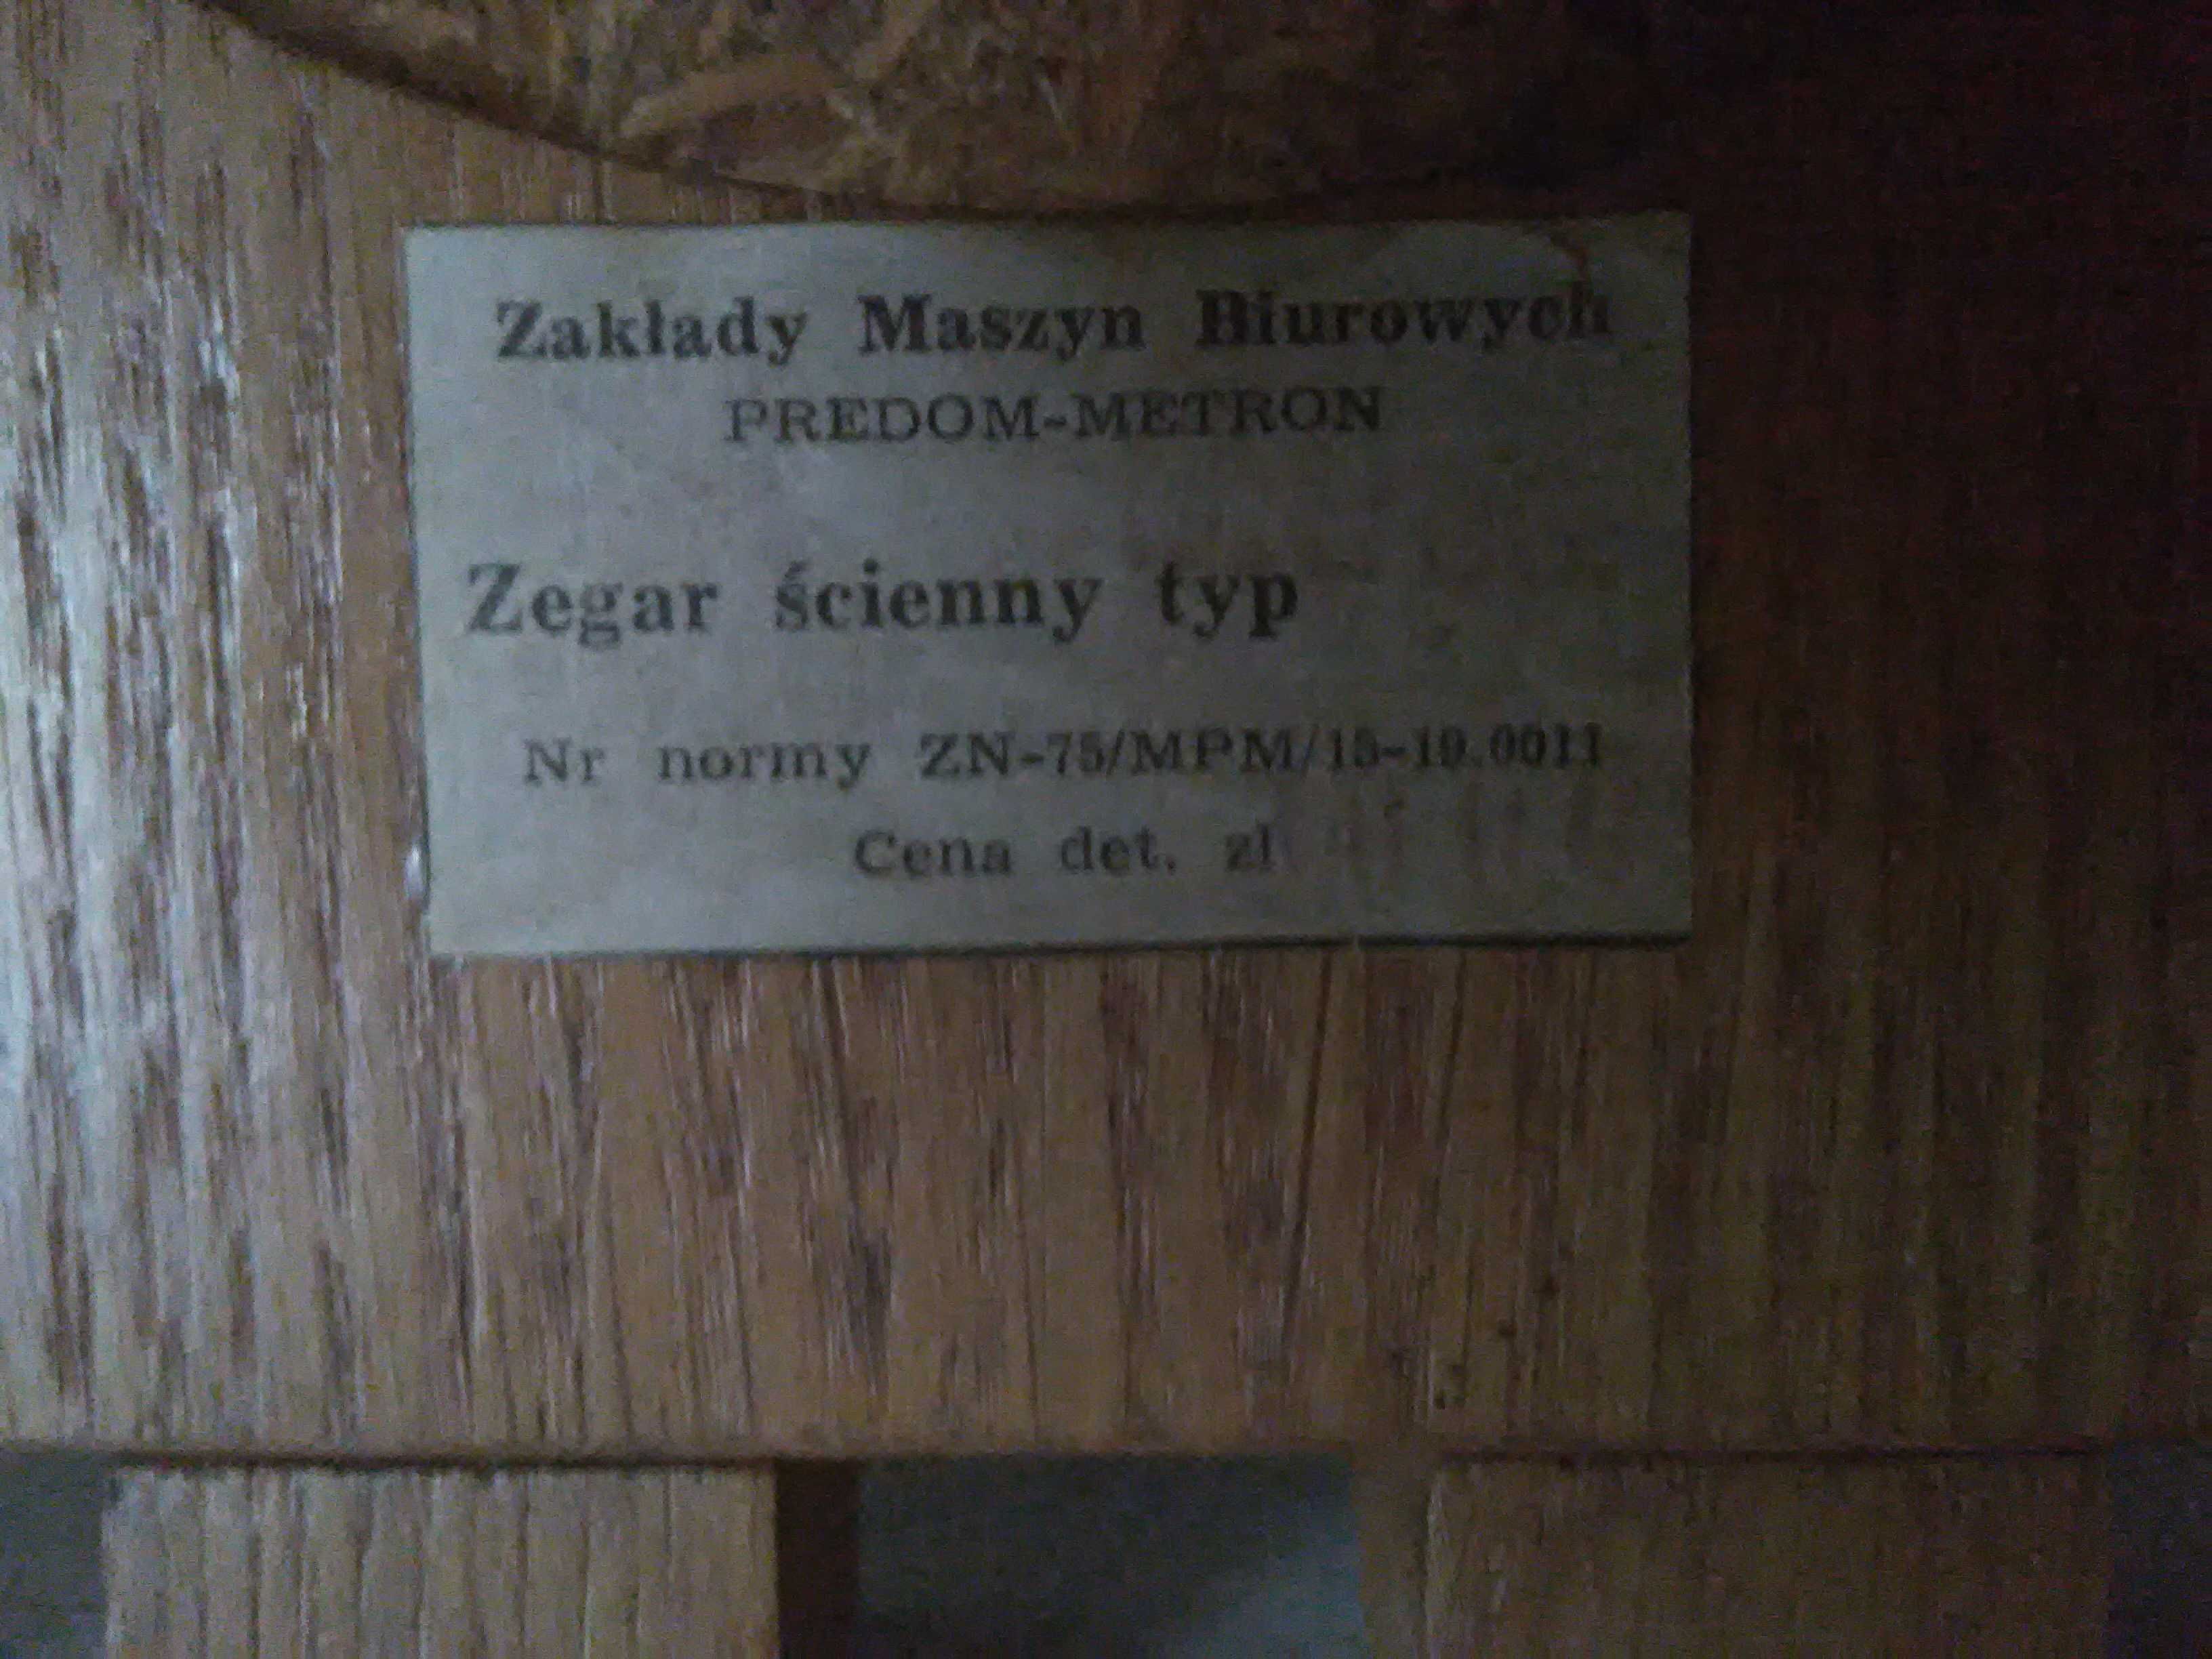 Zakłady Maszyn Biurowych
PREDOM-METRON
Zegar ścienny typ
Nr normy ZN-75/MPM/15-19.0011
Cena det. zł